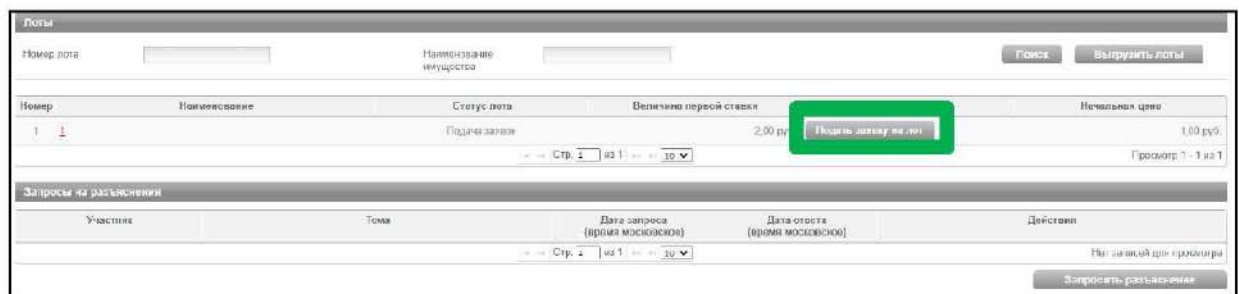 Лоты
Номер лота
Наименование
имущества
Поиск Выгрузить лоты
Номер Наименование Статус лота Величина первой ставки Начальная цена
1 1 Подача заявок 2,00 ру Подать заявку на лот 1,00 руб.
Стр. 1 из 1 10 Просмотр 1 - 1 из 1
Запросы на разъяснения
Участник Тема Дата запроса
(время московское) Дата ответа
(время московское) Действия
Стр. 1 из 1 10 Нет записей для просмотра
Запросить разъяснение